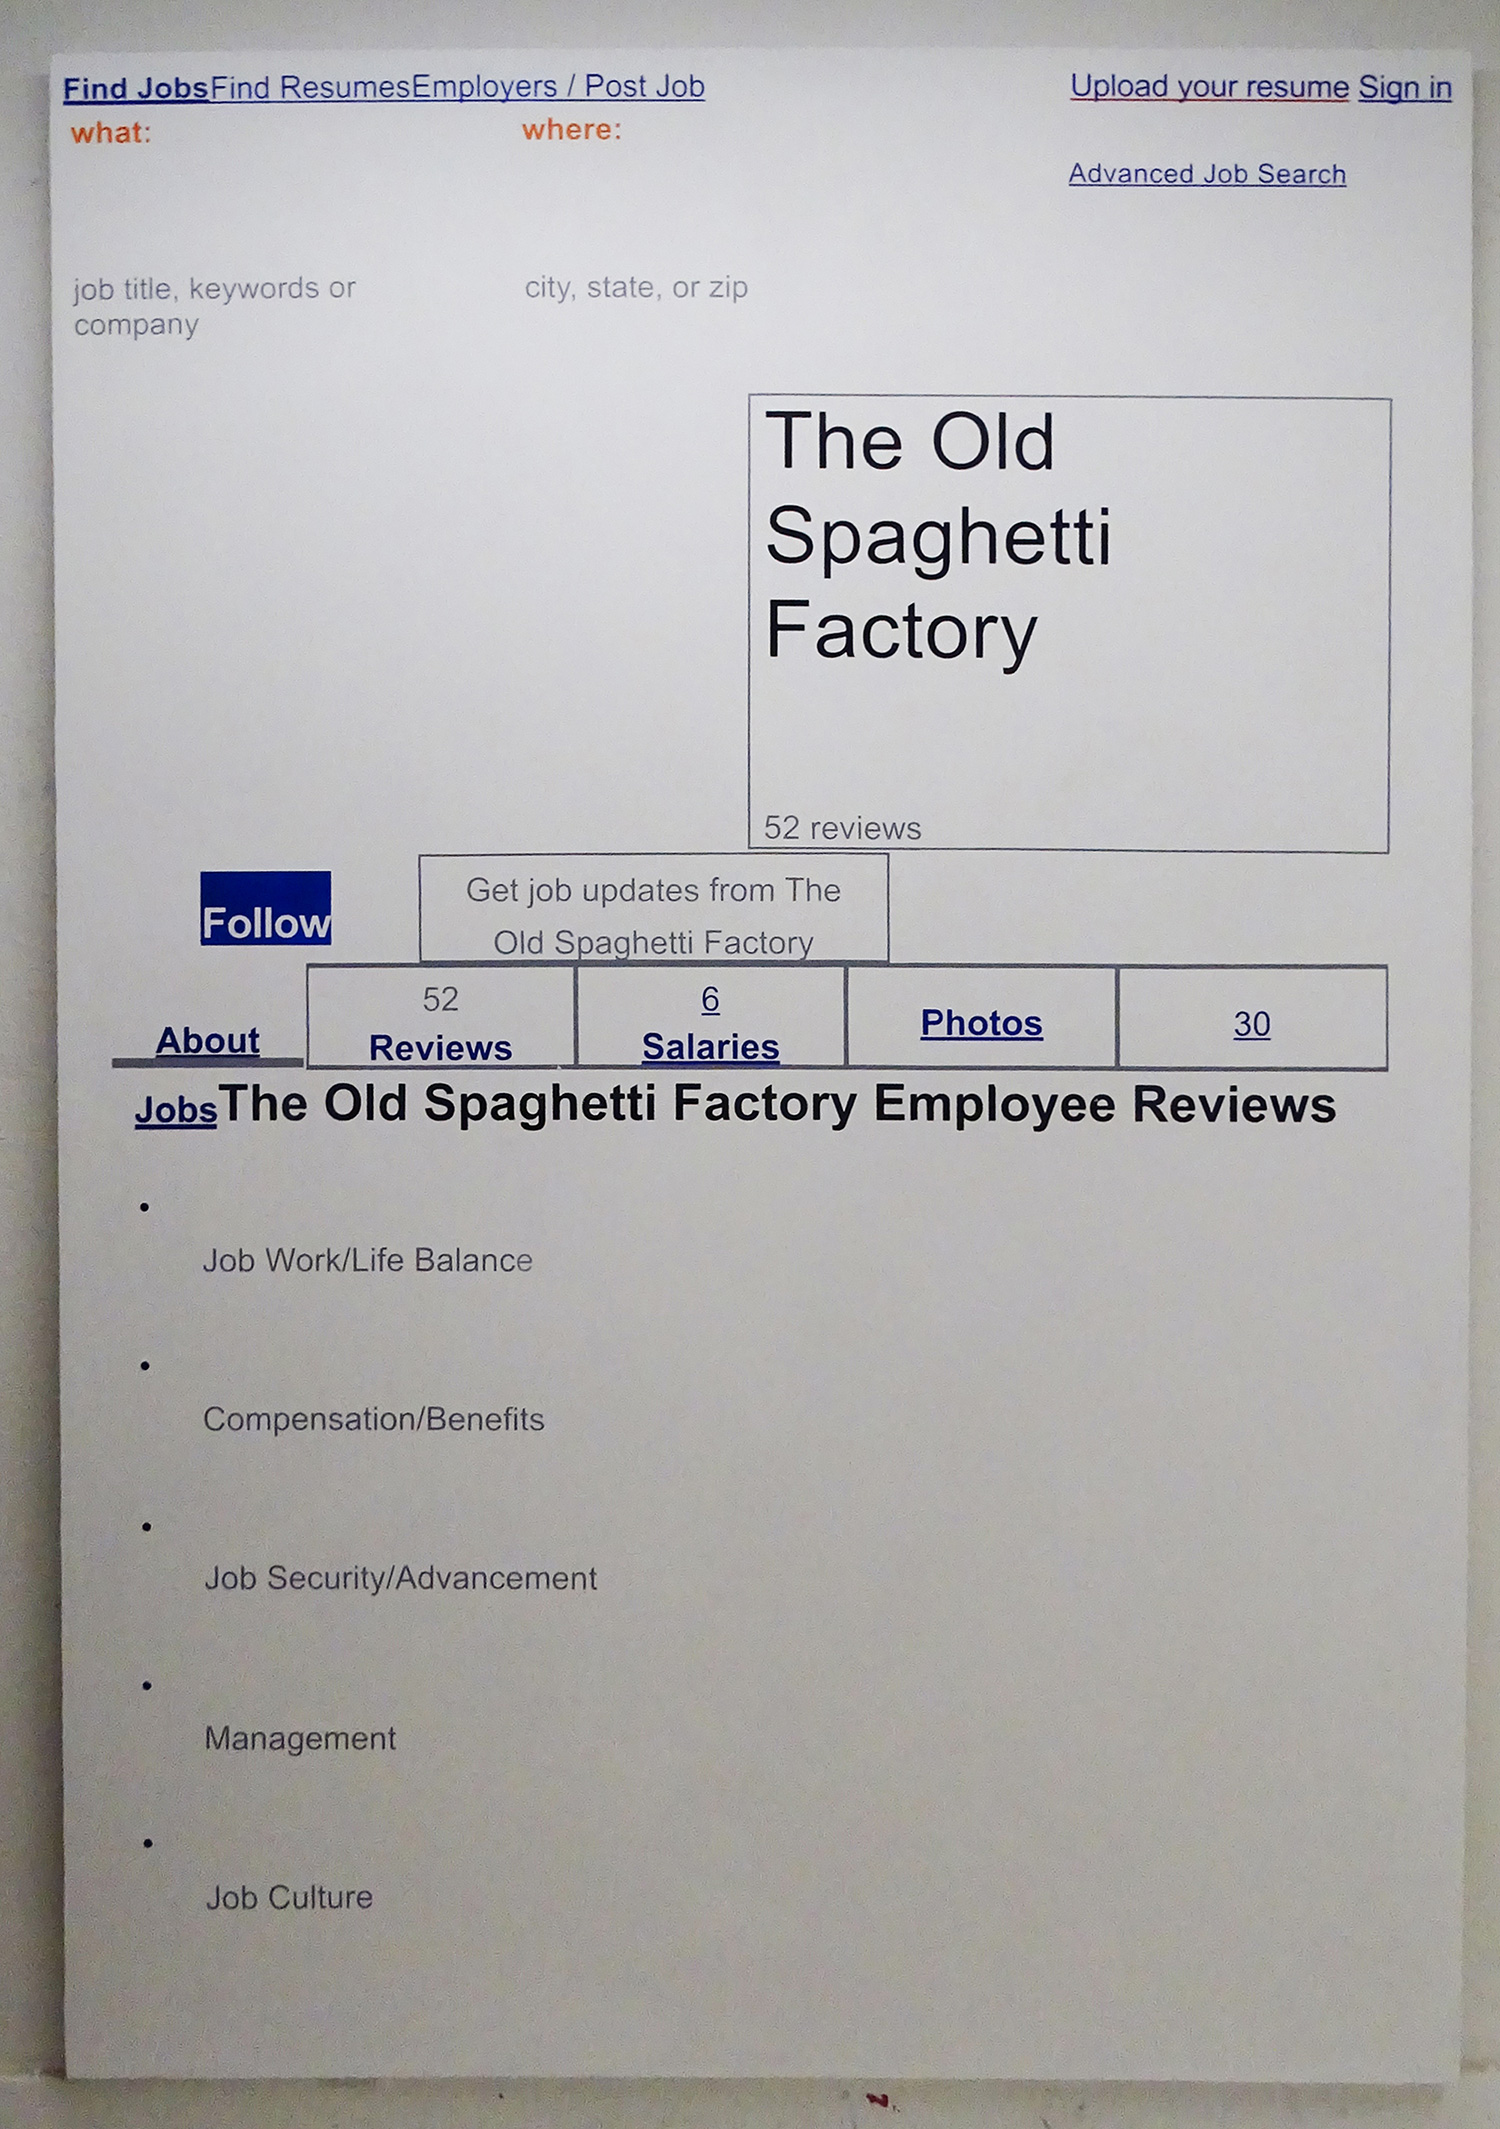 Find JobsFind ResumesEmployers / Post Job Upload your resume Sign in
what: where:
Advanced Job Search
job title, keywords or company
city, state, or zip
The Old
Spaghetti
Factory
52 reviews
Follow
Get job updates from The
Old Spaghetti Factory
About
52
Reviews
6
Salaries
Photos
30
JobsThe Old Spaghetti Factory Employee Reviews
•
Job Work/Life Balance
•
Compensation/Benefits
•
Job Security/Advancement
•
Management
•
Job Culture